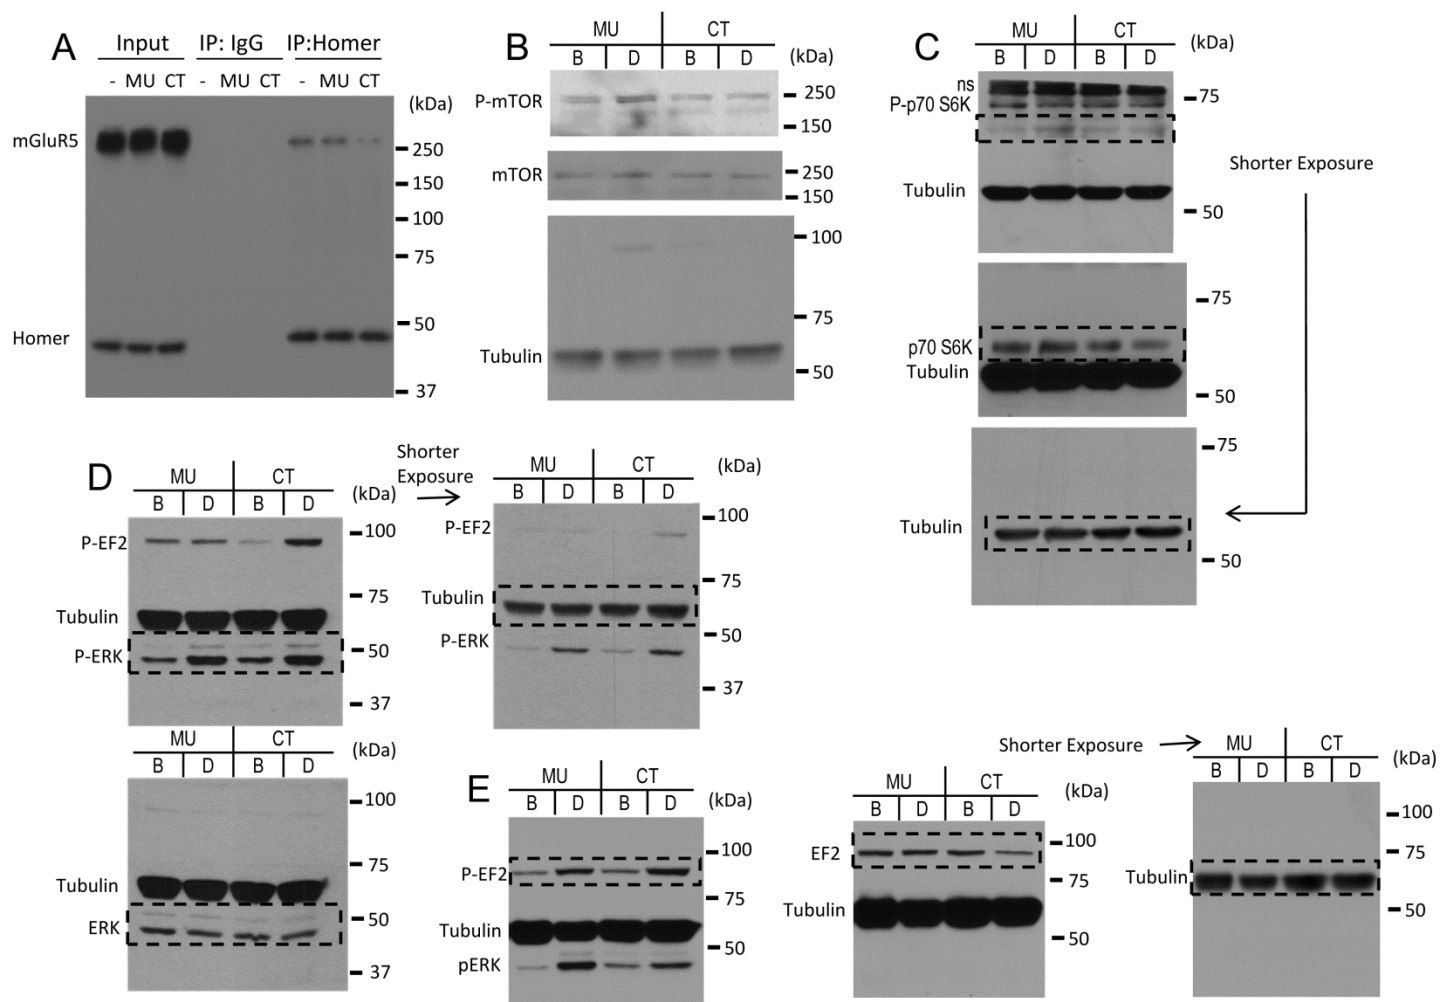 A
Input IP: IgG IP:Homer
- MU CT - MU CT - MU CT
(kDa)
mGluR5
250
150
100
75
50
Homer
37
B
MU CT
B D B D
(kDa)
P-mTOR
250
150
mTOR
250
150
100
75
Tubulin
50
C
MU CT
B D B D
(kDa)
ns
P-p70 S6K
75
Tubulin
50
Shorter Exposure
75
p70 S6K
Tubulin
50
75
Tubulin
50
D
MU CT
B D B D
(kDa)
P-EF2
100
75
Tubulin
P-ERK
50
37
Shorter
Exposure
MU CT
B D B D
(kDa)
P-EF2
100
75
Tubulin
P-ERK
50
37
MU CT
B D B D
(kDa)
100
75
Tubulin
ERK
50
37
E
MU CT
B D B D
(kDa)
P-EF2
100
75
Tubulin
50
pERK
MU CT
B D B D
(kDa)
EF2
100
75
Tubulin
50
Shorter Exposure
MU CT
B D B D
(kDa)
100
75
Tubulin
50